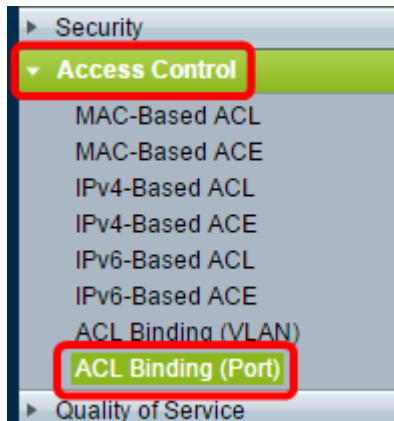 Security
Access Control
MAC-Based ACL
MAC-Based ACE
IPv4-Based ACL
IPv4-Based ACE
IPv6-Based ACL
IPv6-Based ACE
ACL Binding (VLAN)
ACL Binding (Port)
Quality of Service